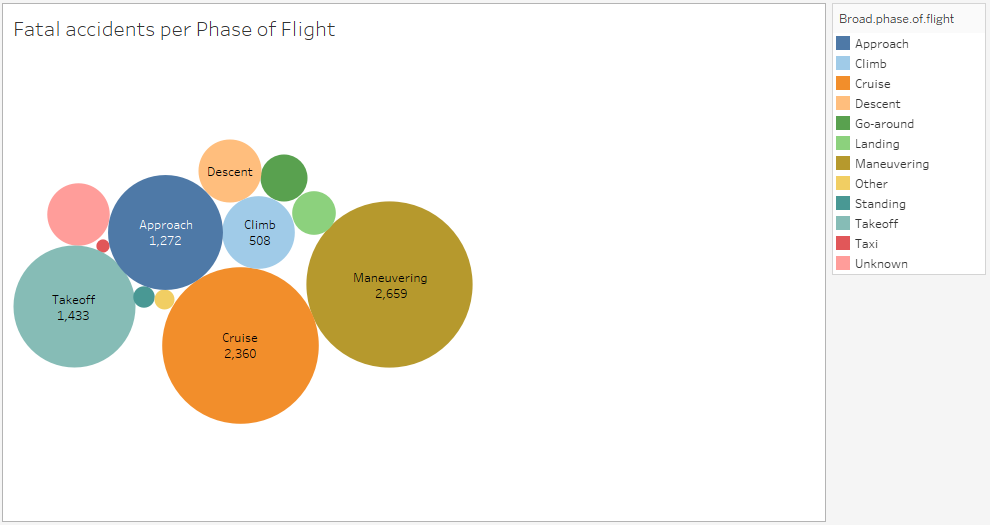 Fatal accidents per Phase of Flight
Descent
Approach
1,272
Climb
508
Maneuvering
2,659
Takeoff
1,433
Cruise
2,360
Broad.phase.of.flight
Approach
Climb
Cruise
Descent
Go-around
Landing
Maneuvering
Other
Standing
Takeoff
Taxi
Unknown